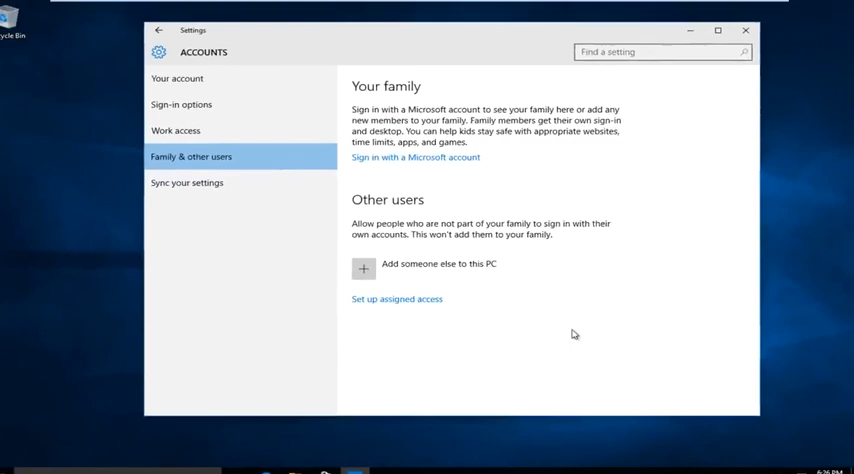 Settings
ACCOUNTS
Find a setting
Your account
Sign-in options
Work access
Family & other users
Sync your settings
Your family
Sign in with a Microsoft account to see your family here or add any
new members to your family. Family members get their own sign-in
and desktop. You can help kids stay safe with appropriate websites,
time limits, apps, and games.
Sign in with a Microsoft account
Other users
Allow people who are not part of your family to sign in with their
own accounts. This won't add them to your family.
Add someone else to this PC
Set up assigned access
ycle Bin
6:26 PM